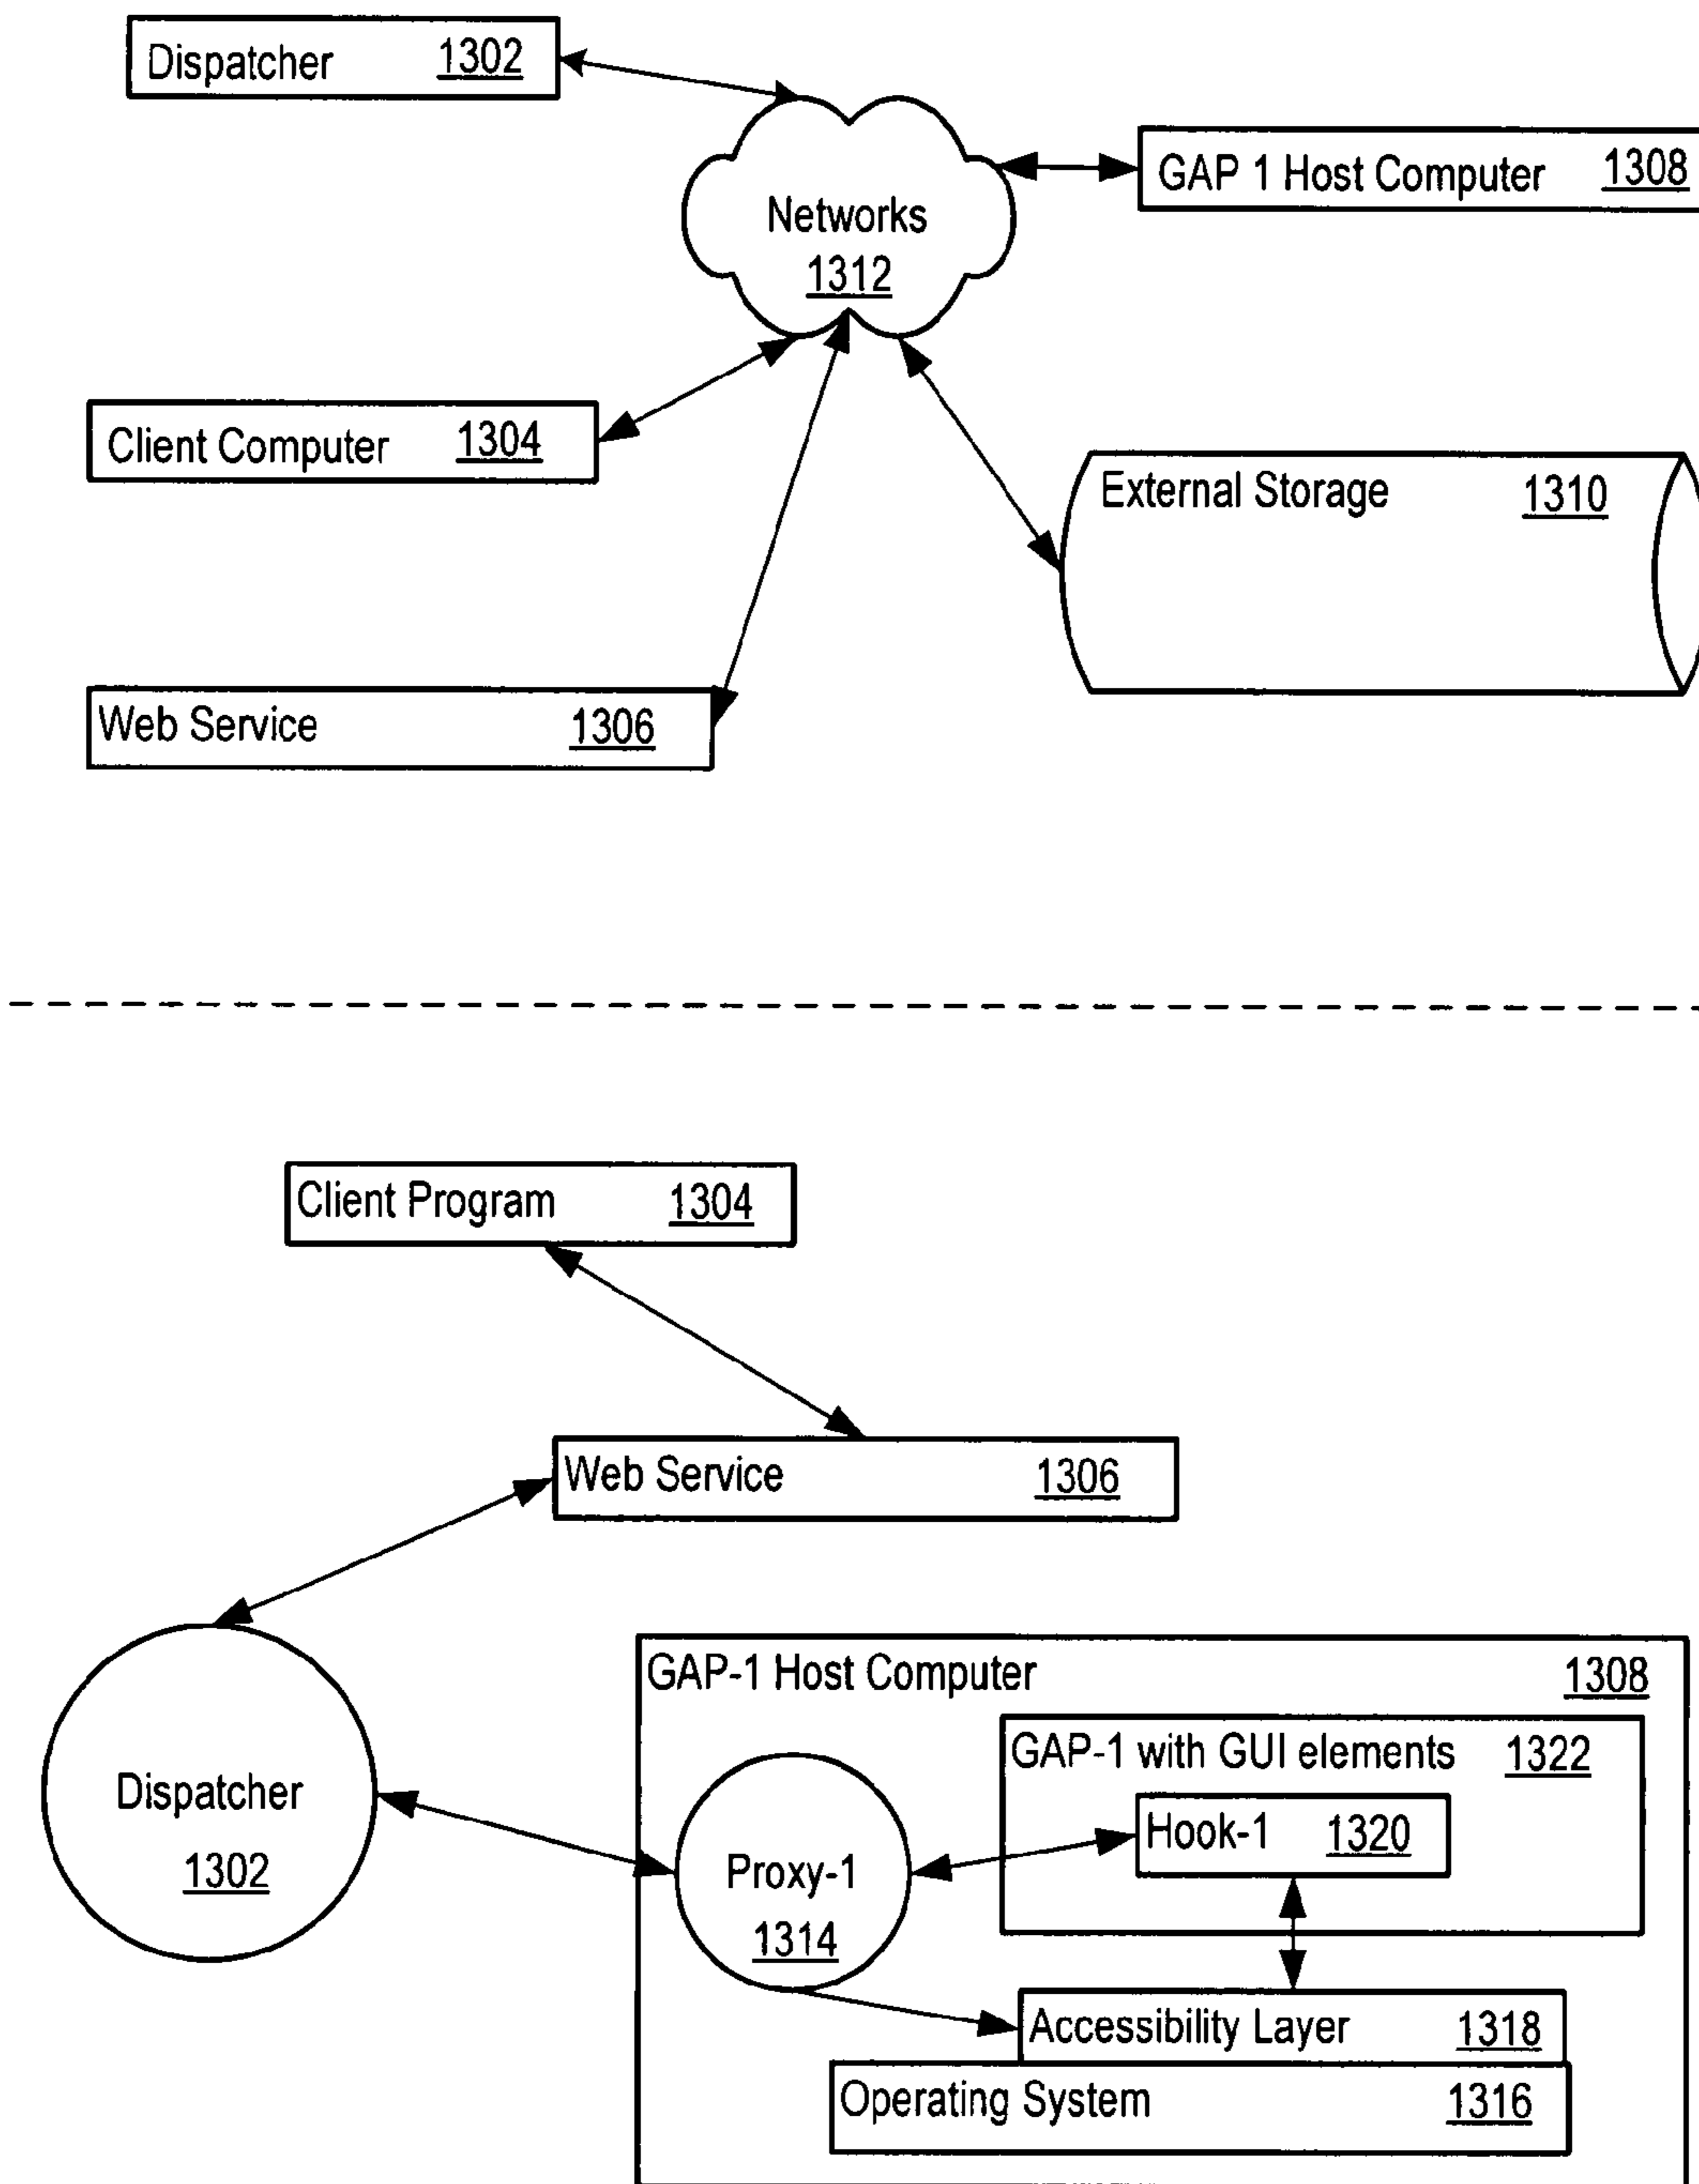 Dispatcher 1302
GAP 1 Host Computer 1308
Networks
1312
Client Computer 1304
External Storage 1310
Web Service 1306
Client Program 1304
Web Service 1306
GAP-1 Host Computer 1308
GAP-1 with GUI elements 1322
Dispatcher
1302
Hook-1 1320
Proxy-1
1314
Accessibility Layer 1318
Operating System 1316